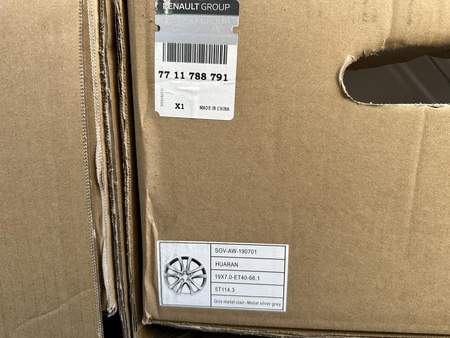 RENAULT GROUP
77 11 788 791
X1 MADE IN CHINA
SOV-AW-190701
HUARAN
19X7.0-ET40-66.1
5T114.3
Gris metal clair -Metal silver grey